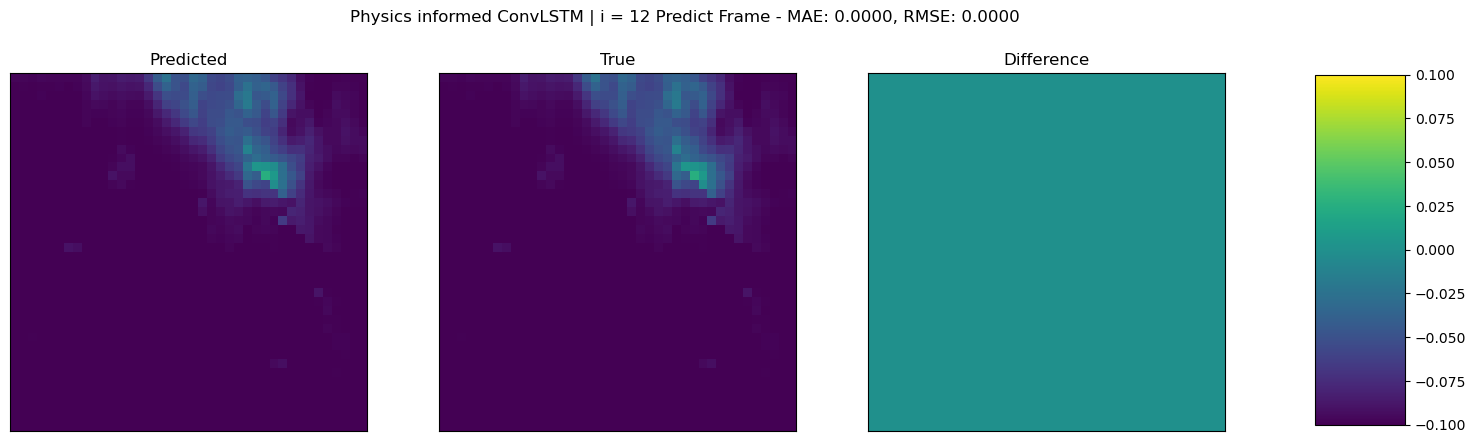 Physics informed ConvLSTM | i = 12 Predict Frame - MAE: 0.0000, RMSE: 0.0000
Predicted
True
Difference
0.100
0.075
0.050
0.025
0.000
−0.025
−0.050
−0.075
−0.100